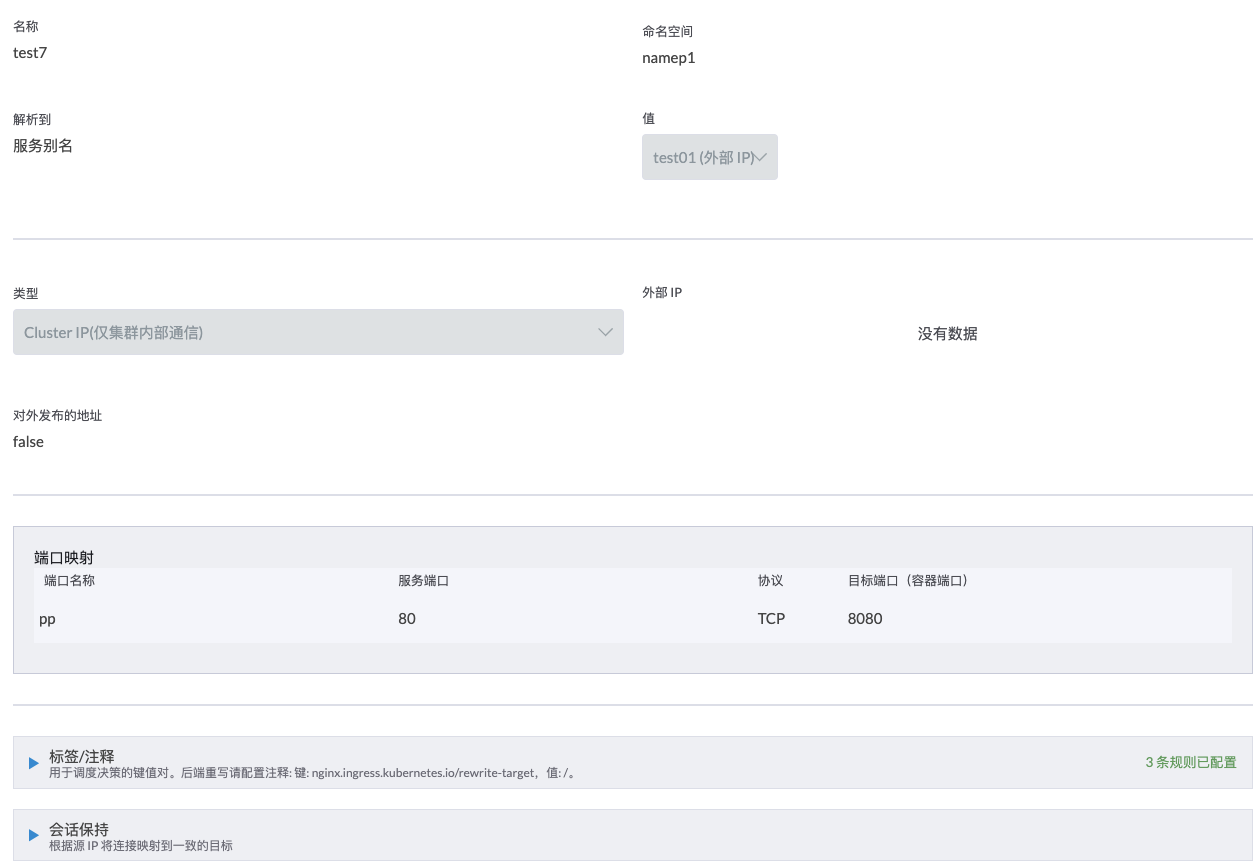 名称
test7
命名空间
namep1
解析到
服务别名
值
test01 (外部 IP)
类型
Cluster IP(仅集群内部通信)
外部 IP
没有数据
对外发布的地址
false
端口映射
端口名称 服务端口 协议 目标端口（容器端口）
pp 80 TCP 8080
标签/注释
用于调度决策的键值对。后端重写请配置注释: 键: nginx.ingress.kubernetes.io/rewrite-target，值: /。
3 条规则已配置
会话保持
根据源 IP 将连接映射到一致的目标